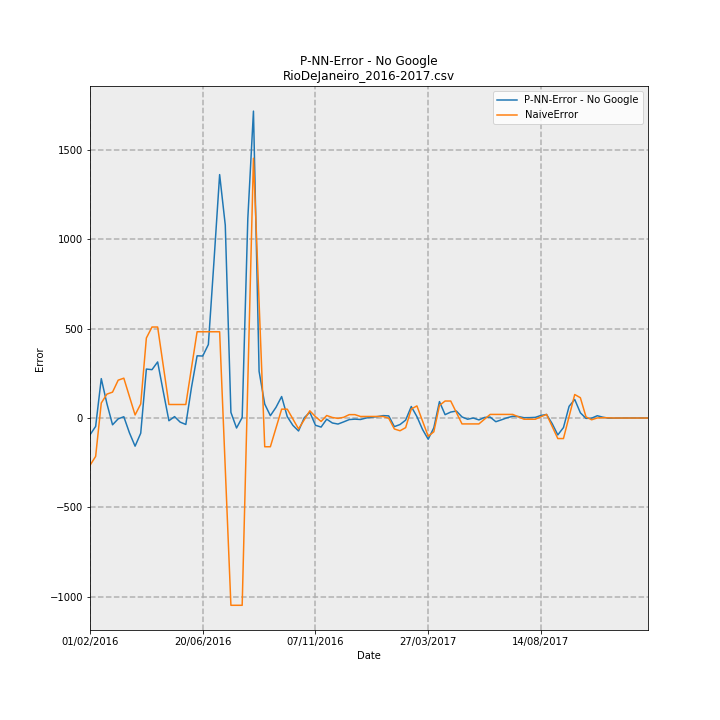 P-NN-Error - No Google
RioDeJaneiro_2016-2017.csv
P-NN-Error - No Google
NaiveError
1500
1000
500
0
−500
−1000
Error
01/02/2016 20/06/2016 07/11/2016 27/03/2017 14/08/2017
Date